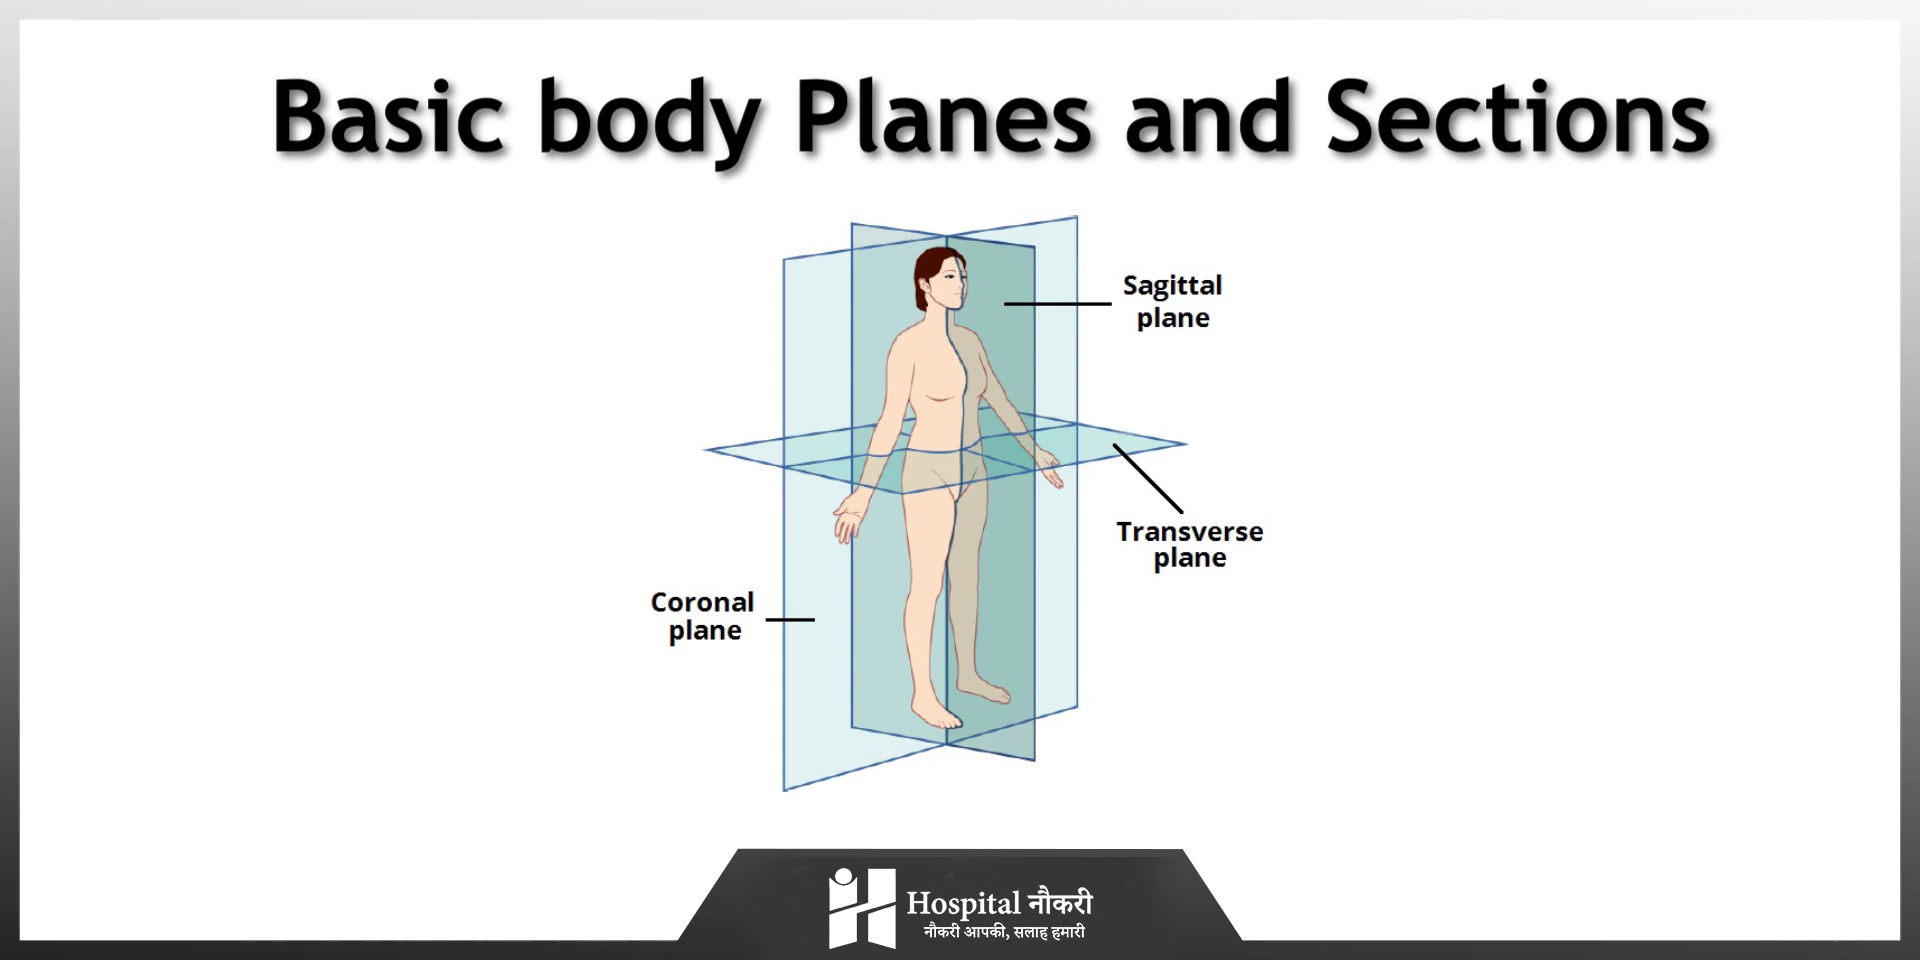 Basic body Planes and Sections
Sagittal
plane
Transverse
plane
Coronal
plane
Hospital नौकरी
नौकरी आपकी, सलाह हमारी